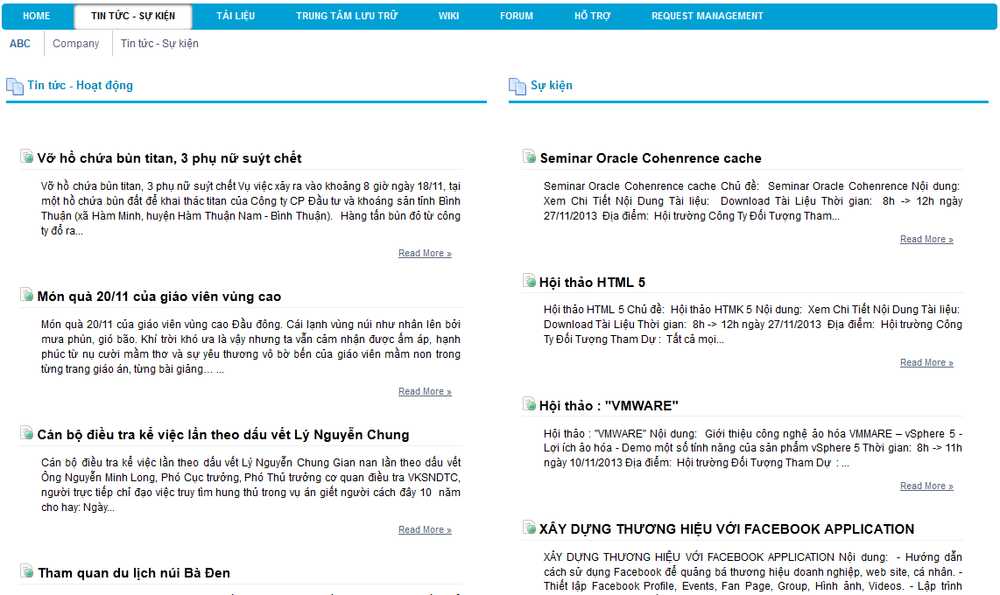 HOME TIN TỨC - SỰ KIỆN TÀI LIỆU TRUNG TÂM LƯU TRỮ WIKI FORUM HỖ TRỢ REQUEST MANAGEMENT
ABC Company Tin tức - Sự kiện
Tin tức - Hoạt động
Vỡ hồ chứa bùn titan, 3 phụ nữ suýt chết
Vỡ hồ chứa bùn titan, 3 phụ nữ suýt chết Vụ việc xảy ra vào khoảng 8 giờ ngày 18/11, tại
một hồ chứa bùn đất để khai thác titan của Công ty CP Đầu tư và khoáng sản tỉnh Bình
Thuận (xã Hàm Minh, huyện Hàm Thuận Nam - Bình Thuận). Hàng tấn bùn đỏ từ công
ty đổ ra...
Read More »
Món quà 20/11 của giáo viên vùng cao
Món quà 20/11 của giáo viên vùng cao Đầu đông. Cái lạnh vùng núi như nhân lên bởi
mưa phùn, gió bão. Khí trời khó ưa là vậy nhưng ta vẫn cảm nhận được ấm áp, hạnh
phúc từ nụ cười mầm thơ và sự yêu thương vô bờ bến của giáo viên mầm non trong
từng trang giáo án, từng bài giảng… ...
Read More »
Cán bộ điều tra kể việc lần theo dấu vết Lý Nguyễn Chung
Cán bộ điều tra kể việc lần theo dấu vết Lý Nguyễn Chung Gian nan lần theo dấu vết
Ông Nguyễn Minh Long, Phó Cục trưởng, Phó Thủ trưởng cơ quan điều tra VKSNDTC,
người trực tiếp chỉ đạo việc truy tìm hung thủ trong vụ án giết người cách đây 10 năm
cho hay: Ngày...
Read More »
Tham quan du lịch núi Bà Đen
Sự kiện
Seminar Oracle Cohenrence cache
Seminar Oracle Cohenrence cache Chủ đề: Seminar Oracle Cohenrence Nội dung:
Xem Chi Tiết Nội Dung Tài liệu: Download Tài Liệu Thời gian: 8h -> 12h ngày
27/11/2013 Địa điểm: Hội trường Công Ty Đối Tượng Tham...
Read More »
Hội thảo HTML 5
Hội thảo HTML 5 Chủ đề: Hội thảo HTMK 5 Nội dung: Xem Chi Tiết Nội Dung Tài liệu:
Download Tài Liệu Thời gian: 8h -> 12h ngày 27/11/2013 Địa điểm: Hội trường Công
Ty Đối Tượng Tham Dự : Tất cả mọi...
Read More »
Hội thảo : "VMWARE"
Hội thảo : "VMWARE" Nội dung: Giới thiệu công nghệ ảo hóa VMMARE – vSphere 5 -
Lợi ích ảo hóa - Demo một số tính năng của sản phẩm vSphere 5 Thời gian: 8h -> 11h
ngày 10/11/2013 Địa điểm: Hội trường Đối Tượng Tham Dự : ...
Read More »
XÂY DỰNG THƯƠNG HIỆU VỚI FACEBOOK APPLICATION
XÂY DỰNG THƯƠNG HIỆU VỚI FACEBOOK APPLICATION Nội dung: - Hướng dẫn
cách sử dụng Facebook để quảng bá thương hiệu doanh nghiệp, web site, cá nhân. -
Thiết lập Facebook Profile, Events, Fan Page, Group, Hình ảnh, Videos. - Lập trình